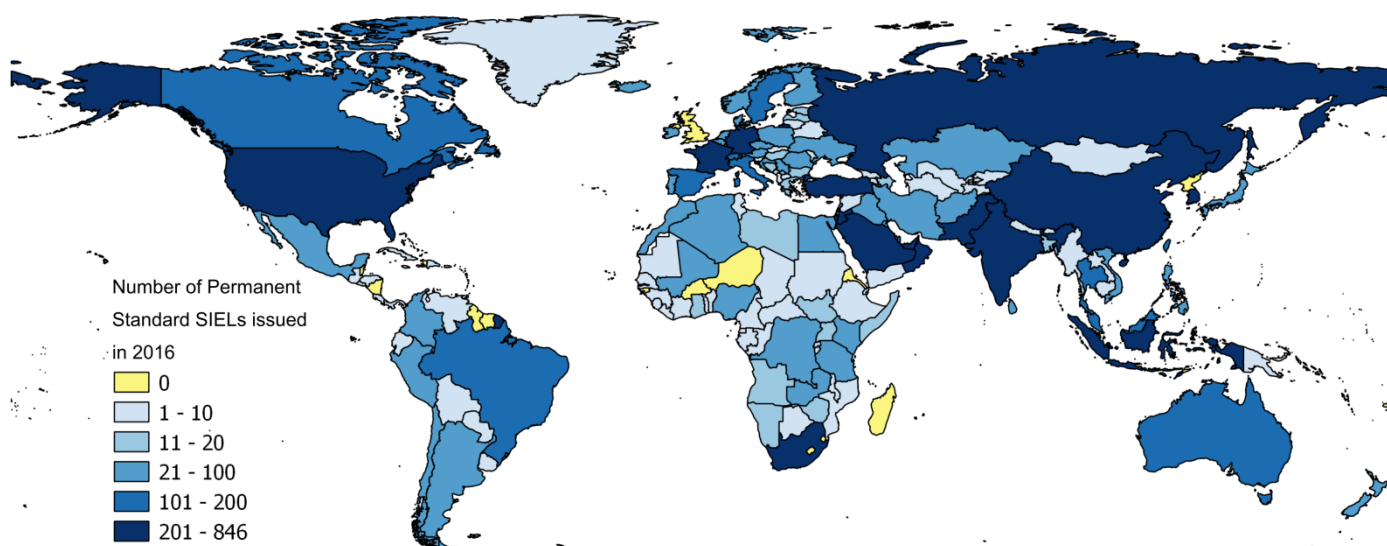 Number of Permanent
Standard SIELs issued
in 2016
0
1 - 10
11 - 20
21 - 100
101 - 200
201 - 846